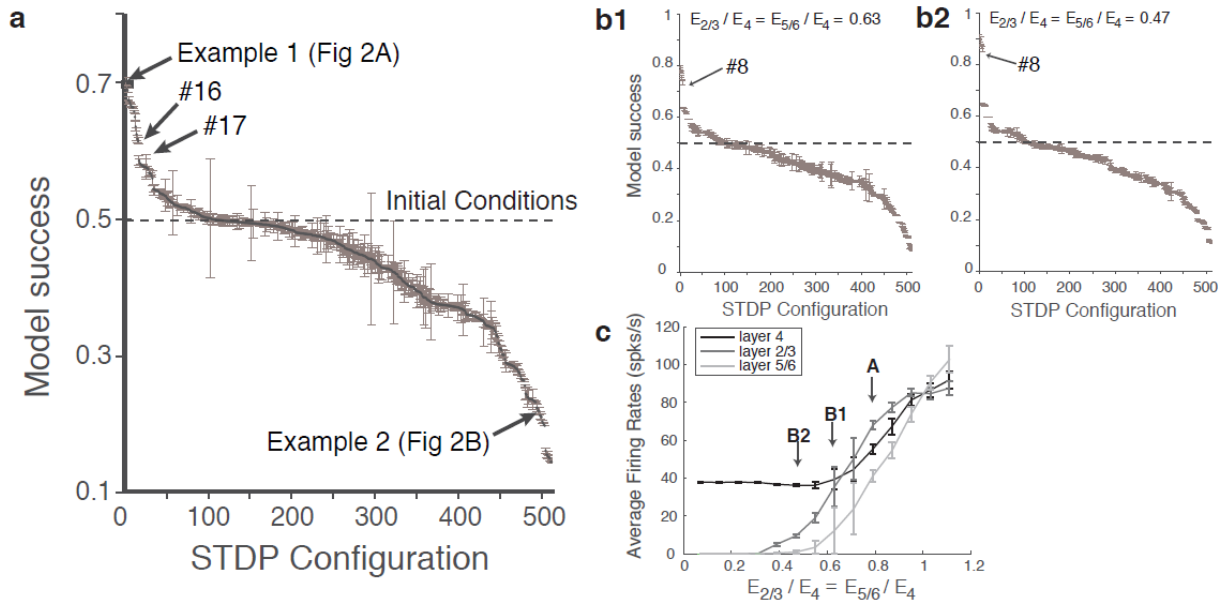 a
Example 1 (Fig 2A)
#16
#17
Initial Conditions
Example 2 (Fig 2B)
0.7
0.5
0.3
0.1
Model success
0 100 200 300 400 500
STDP Configuration
b1
E2/3 / E4 = E5/6 / E4 = 0.63
#8
1
0.8
0.6
0.4
0.2
0
Model success
0 100 200 300 400 500
STDP Configuration
b2
E2/3 / E4 = E5/6 / E4 = 0.47
#8
1
0.8
0.6
0.4
0.2
0
0 100 200 300 400 500
STDP Configuration
c
layer 4
layer 2/3
layer 5/6
A
B1
B2
120
100
80
60
40
20
0
Average Firing Rates (spks/s)
0 0.2 0.4 0.6 0.8 1 1.2
E2/3 / E4 = E5/6 / E4